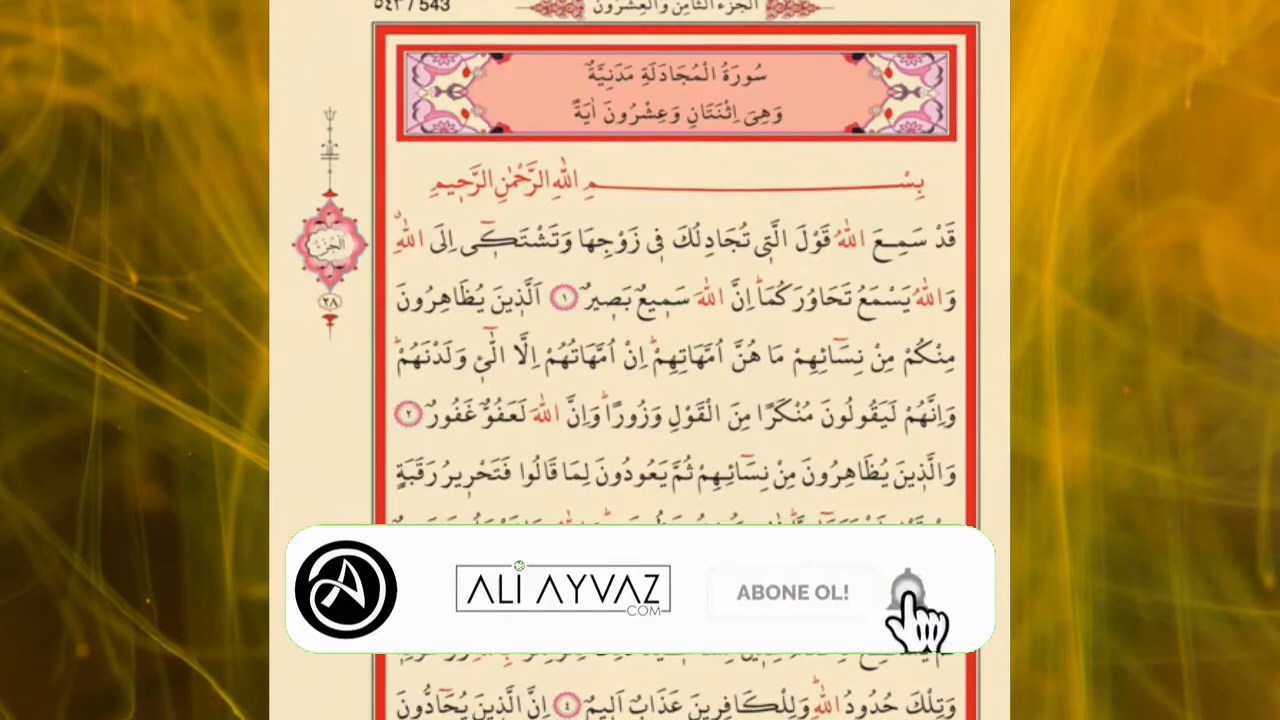 ٥٤٣ / 543
الجزء الثامن والعشرون
سُورَةُ الْمُجَادَلَةِ مَدَنِيَّةٌ
وَهِىَ اِثْنَتَانِ وَعِشْرُونَ اٰيَةً
بِسْمِ اللّٰهِ الرَّحْمٰنِ الرَّحٖيمِ
قَدْ سَمِعَ اللّٰهُ قَوْلَ الَّتٖى تُجَادِلُكَ فٖى زَوْجِهَا وَتَشْتَكٖٓى اِلَى اللّٰهِۗ
وَاللّٰهُ يَسْمَعُ تَحَاوُرَكُمَاۜ اِنَّ اللّٰهَ سَمٖيعٌ بَصٖيرٌ ١ اَلَّذٖينَ يُظَاهِرُونَ
الجزء
٢٨
مِنْكُمْ مِنْ نِسَٓائِهِمْ مَا هُنَّ اُمَّهَاتِهِمْۜ اِنْ اُمَّهَاتُهُمْ اِلَّا الّٰٓئٖ وَلَدْنَهُمْۜ
وَاِنَّهُمْ لَيَقُولُونَ مُنْكَرًا مِنَ الْقَوْلِ وَزُورًاۜ وَاِنَّ اللّٰهَ لَعَفُوٌّ غَفُورٌ ٢
وَالَّذٖينَ يُظَاهِرُونَ مِنْ نِسَٓائِهِمْ ثُمَّ يَعُودُونَ لِمَا قَالُوا فَتَحْرٖيرُ رَقَبَةٍ
ALİ AYVAZ
.COM
ABONE OL!
وَتِلْكَ حُدُودُ اللّٰهِۜ وَلِلْكَافِرٖينَ عَذَابٌ اَلٖيمٌ ٤ اِنَّ الَّذٖينَ يُحَٓادُّونَ